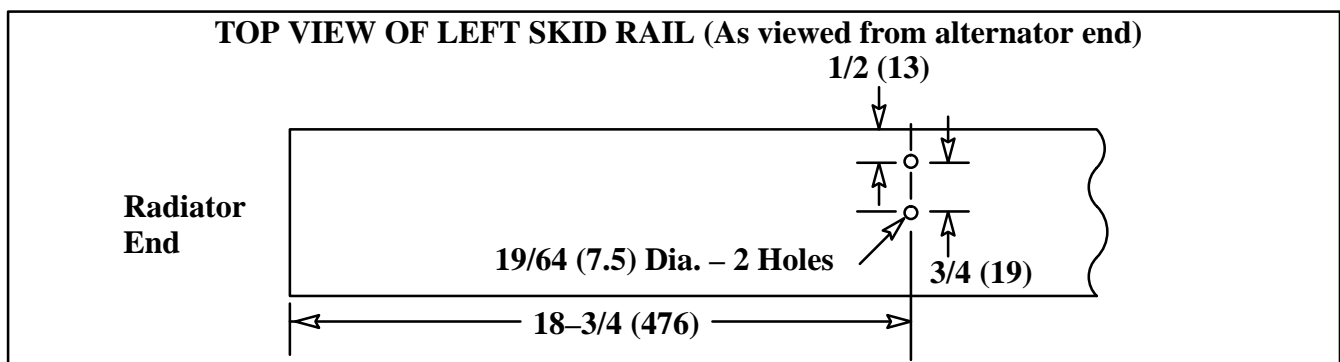 TOP VIEW OF LEFT SKID RAIL (As viewed from alternator end)
1/2 (13)
Radiator
End
19/64 (7.5) Dia. – 2 Holes
3/4 (19)
18–3/4 (476)